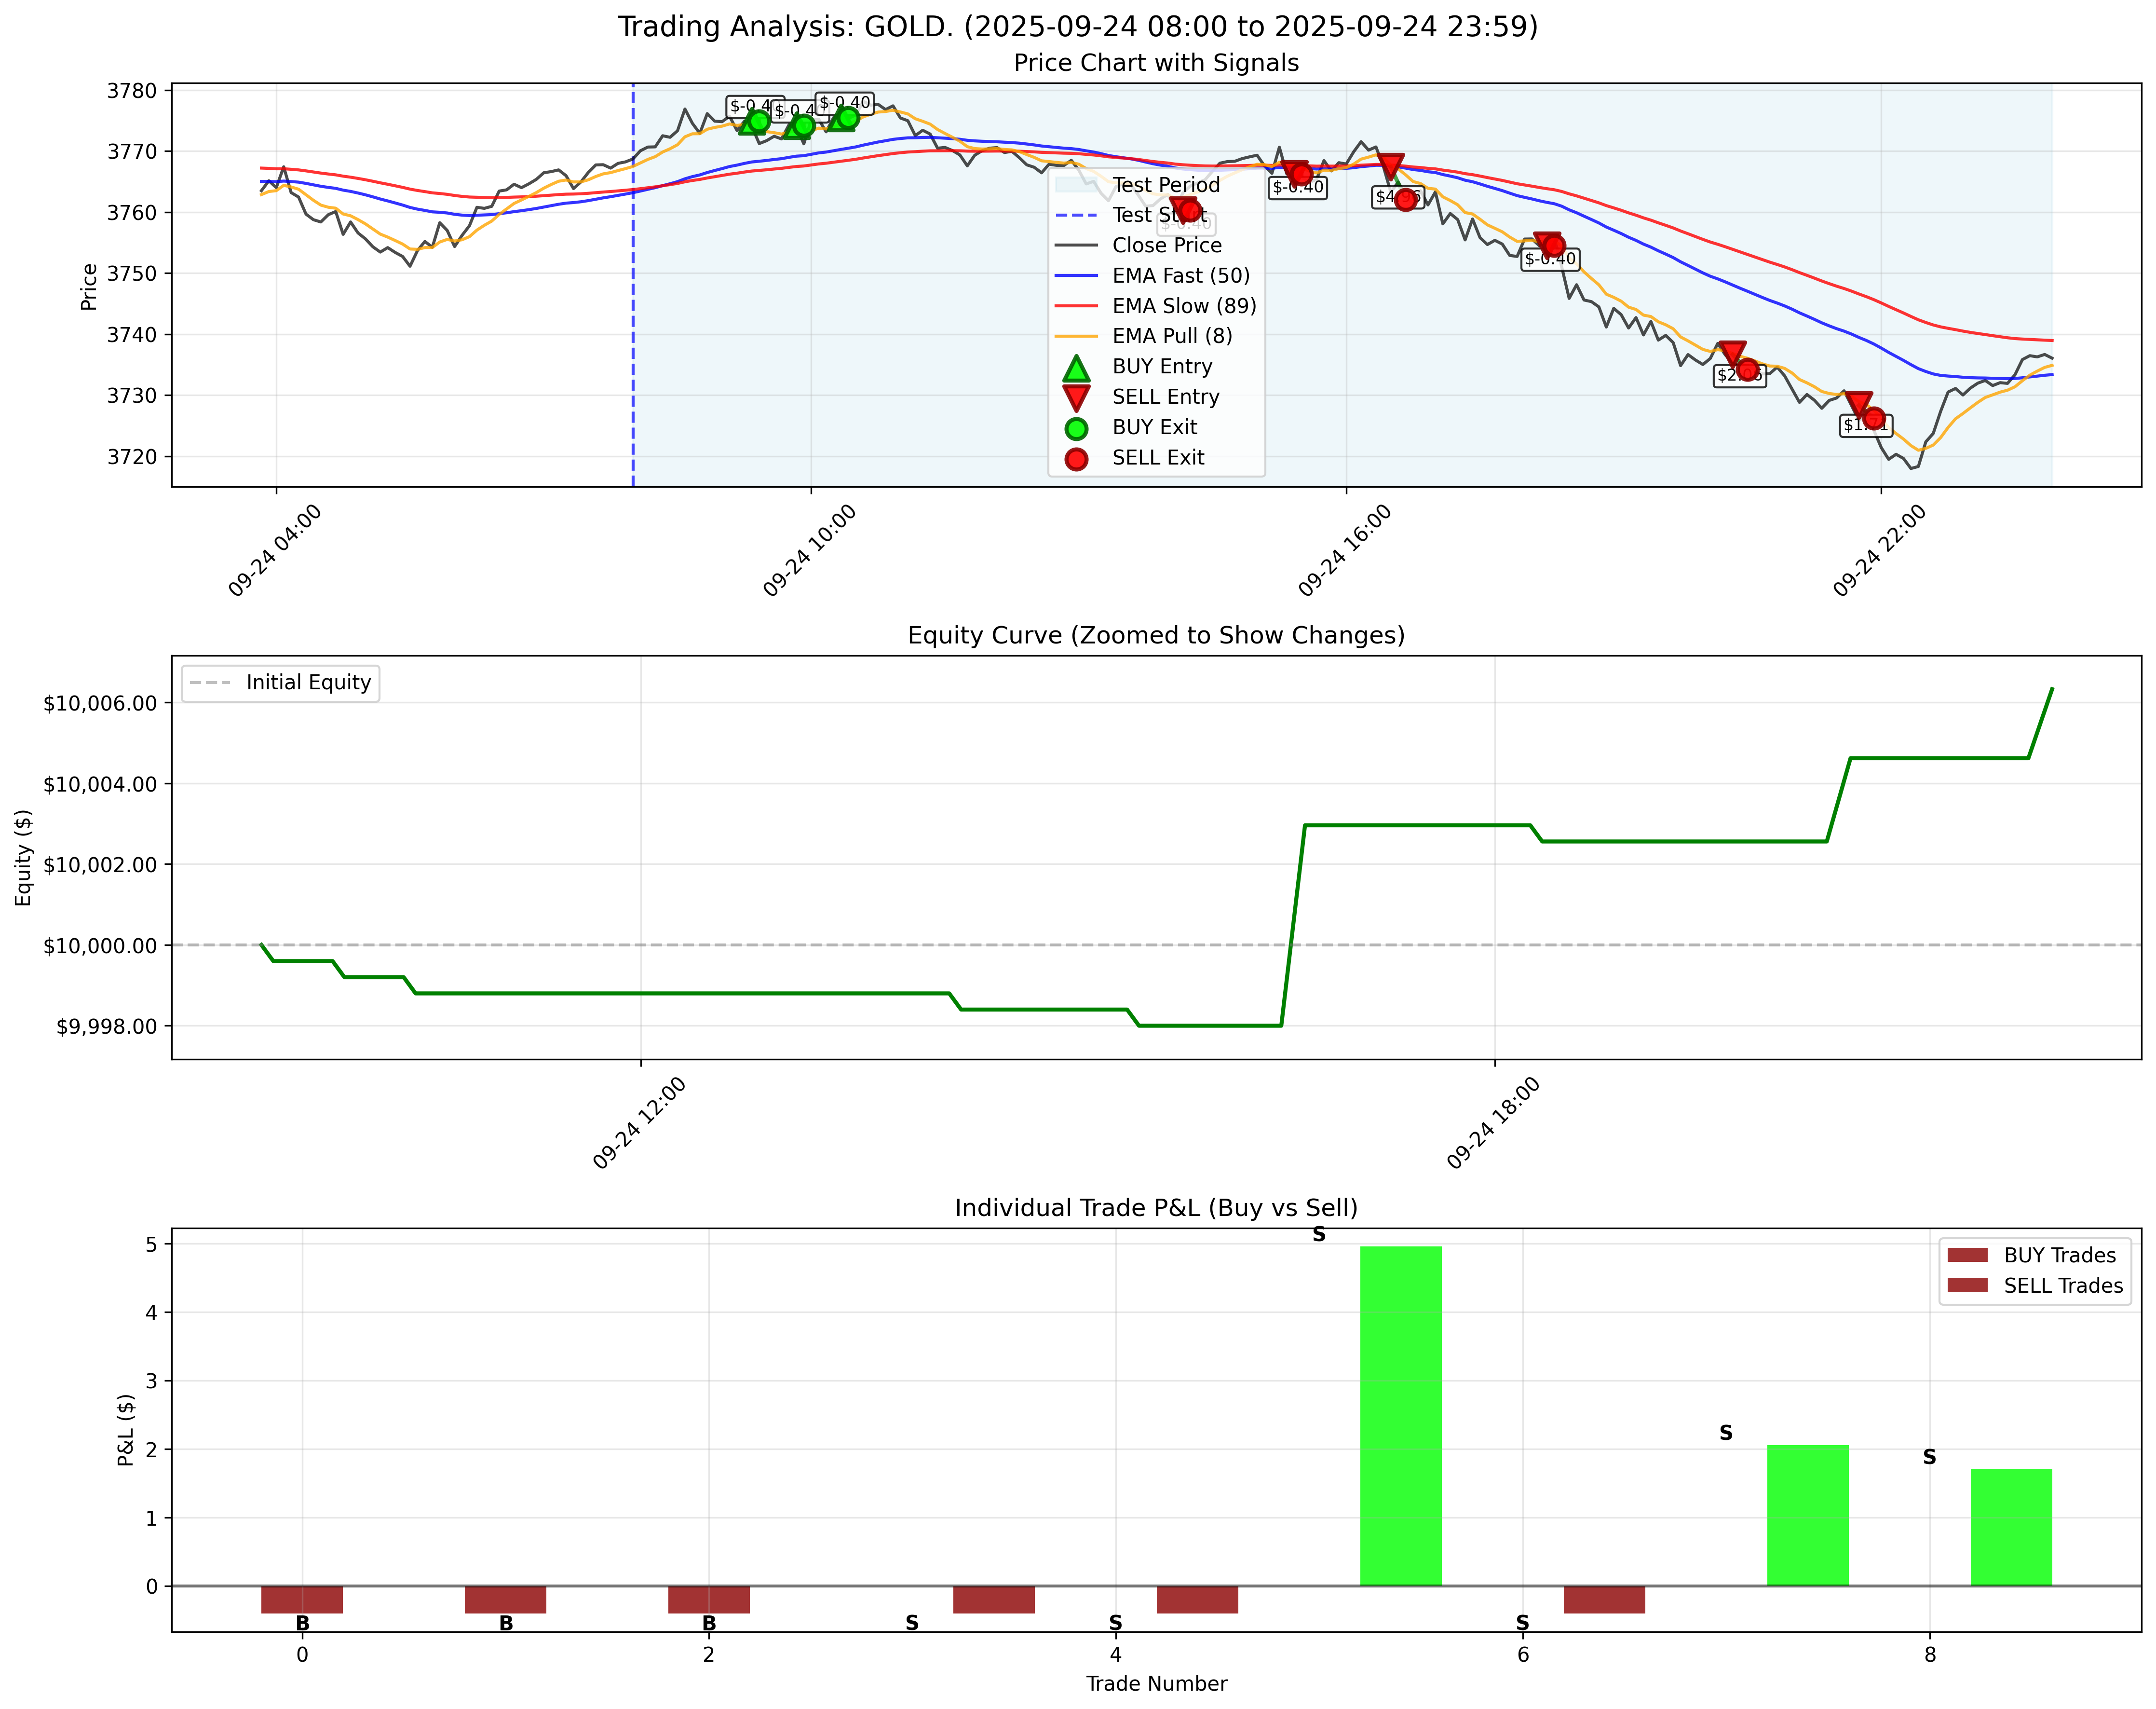 Trading Analysis: GOLD. (2025-09-24 08:00 to 2025-09-24 23:59)
Price Chart with Signals
Price
3780
3770
3760
3750
3740
3730
3720
$-0.40
$-0.40
$-0.40
$2.06
Test Period
Test Start
Close Price
EMA Fast (50)
EMA Slow (89)
EMA Pull (8)
BUY Entry
SELL Entry
BUY Exit
SELL Exit
09-24 04:00
09-24 10:00
09-24 16:00
09-24 22:00
Equity Curve (Zoomed to Show Changes)
Equity ($)
Initial Equity
$10,006.00
$10,004.00
$10,002.00
$10,000.00
$9,998.00
09-24 12:00
09-24 18:00
Individual Trade P&L (Buy vs Sell)
P&L ($)
BUY Trades
SELL Trades
5
4
3
2
1
0
S
S
S
B
B
B
S
S
S
0
2
4
6
8
Trade Number